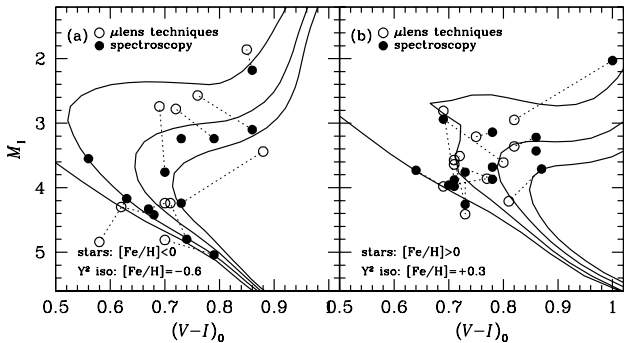 (a)
○ μlens techniques
● spectroscopy
(b)
○ μlens techniques
● spectroscopy
2
3
4
5
M_I
stars: [Fe/H]<0
Y² iso: [Fe/H]=−0.6
stars: [Fe/H]>0
Y² iso: [Fe/H]=+0.3
0.5 0.6 0.7 0.8 0.9 1 0.5 0.6 0.7 0.8 0.9 1
(V−I)₀
(V−I)₀